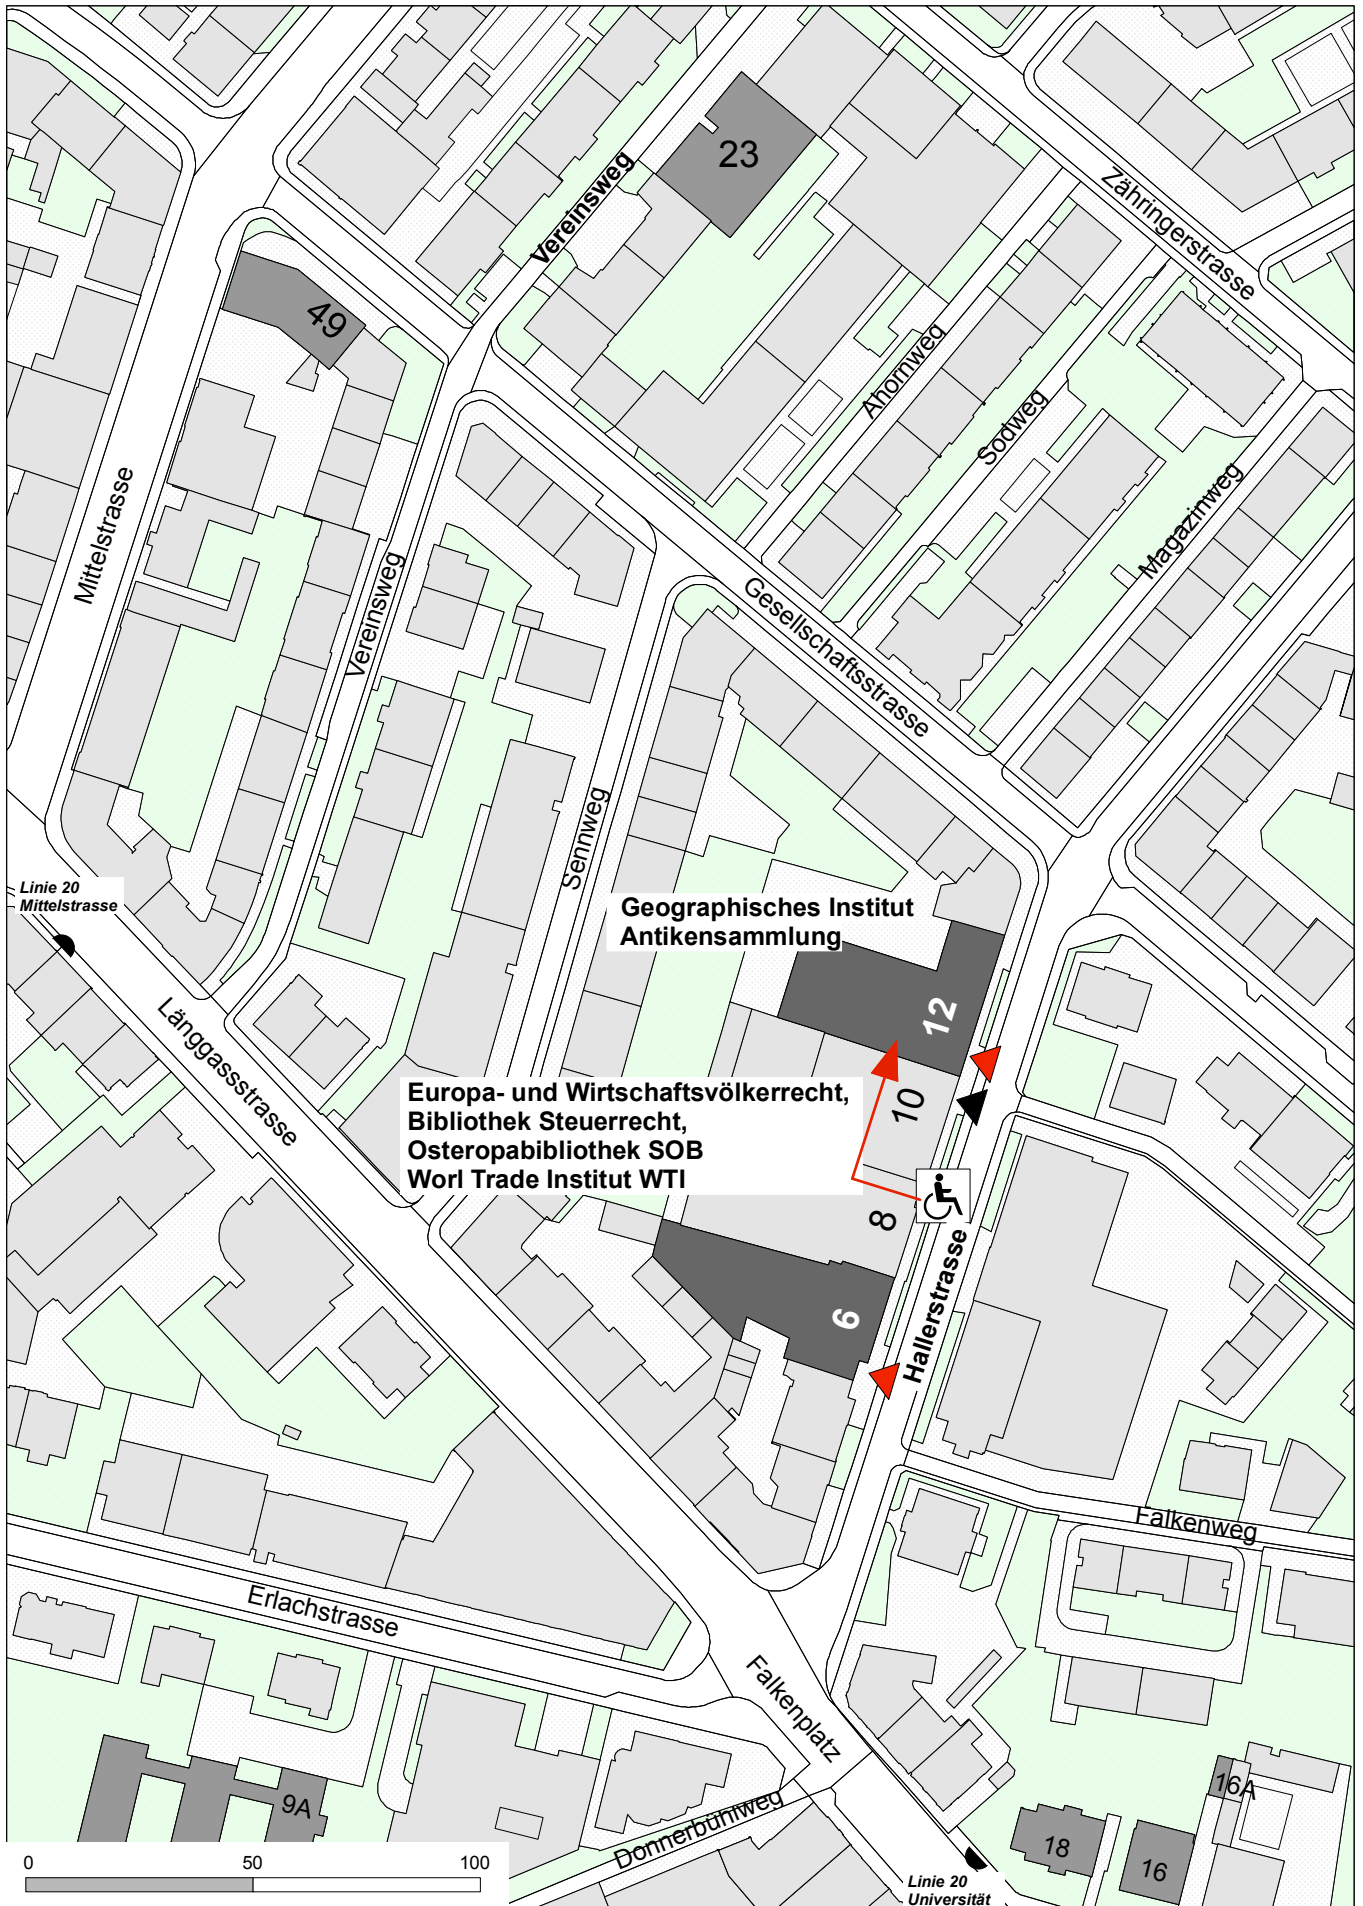 23
Vereinsweg
Zähringerstrasse
49
Ahornweg
Sodweg
Magazinweg
Mittelstrasse
Vereinsweg
Gesellschaftsstrasse
Sennweg
Linie 20
Mittelstrasse
Geographisches Institut
Antikensammlung
12
Länggassstrasse
Europa- und Wirtschaftsvölkerrecht,
Bibliothek Steuerrecht,
Osteropabibliothek SOB
Worl Trade Institut WTI
10
8
Hallerstrasse
6
Falkenweg
Erlachstrasse
Falkenplatz
16A
9A
Donnerbühlweg
18
16
0 50 100
Linie 20
Universität